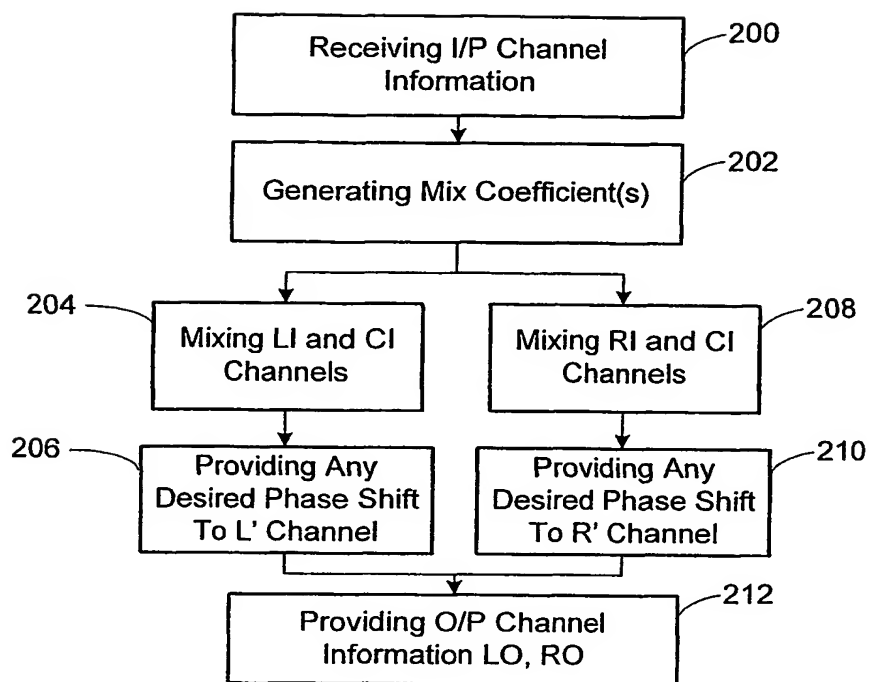 Receiving I/P Channel
Information
200
Generating Mix Coefficient(s)
202
204
Mixing LI and CI
Channels
Mixing RI and CI
Channels
208
206
Providing Any
Desired Phase Shift
To L' Channel
Providing Any
Desired Phase Shift
To R' Channel
210
Providing O/P Channel
Information LO, RO
212